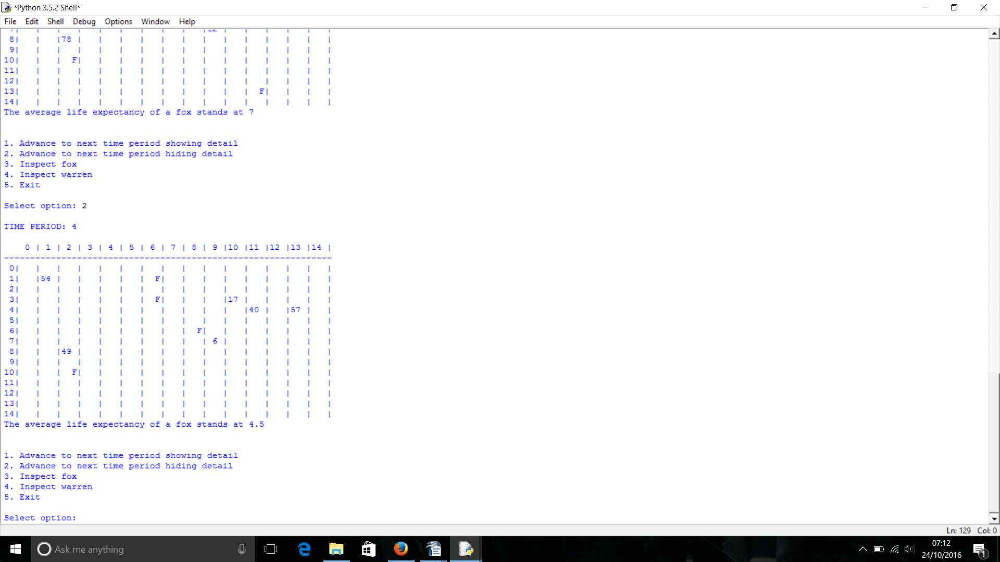 *Python 3.5.2 Shell*
File Edit Shell Debug Options Window Help
7| | | | | | | | | |12 | | | | | |
8| | |78 | | | | | | | | | | | | |
9| | | | | | | | | | | | | | | |
10| | | F| | | | | | | | | | | | |
11| | | | | | | | | | | | | | | |
12| | | | | | | | | | | | | | | |
13| | | | | | | | | | | | F| | | |
14| | | | | | | | | | | | | | | |
The average life expectancy of a fox stands at 7
1. Advance to next time period showing detail
2. Advance to next time period hiding detail
3. Inspect fox
4. Inspect warren
5. Exit
Select option: 2
TIME PERIOD: 4
0 | 1 | 2 | 3 | 4 | 5 | 6 | 7 | 8 | 9 |10 |11 |12 |13 |14 |
---------------------------------------------------------------
0| | | | | | | | | | | | | | | |
1| |54 | | | | | F| | | | | | | | |
2| | | | | | | | | | | | | | | |
3| | | | | | | F| | | |17 | | | | |
4| | | | | | | | | | | |40 | |57 | |
5| | | | | | | | | | | | | | | |
6| | | | | | | | | F| | | | | | |
7| | | | | | | | | | 6 | | | | | |
8| | |49 | | | | | | | | | | | | |
9| | | | | | | | | | | | | | | |
10| | | F| | | | | | | | | | | | |
11| | | | | | | | | | | | | | | |
12| | | | | | | | | | | | | | | |
13| | | | | | | | | | | | | | | |
14| | | | | | | | | | | | | | | |
The average life expectancy of a fox stands at 4.5
1. Advance to next time period showing detail
2. Advance to next time period hiding detail
3. Inspect fox
4. Inspect warren
5. Exit
Select option:
Ln: 129 Col: 0
Ask me anything
07:12
24/10/2016
1